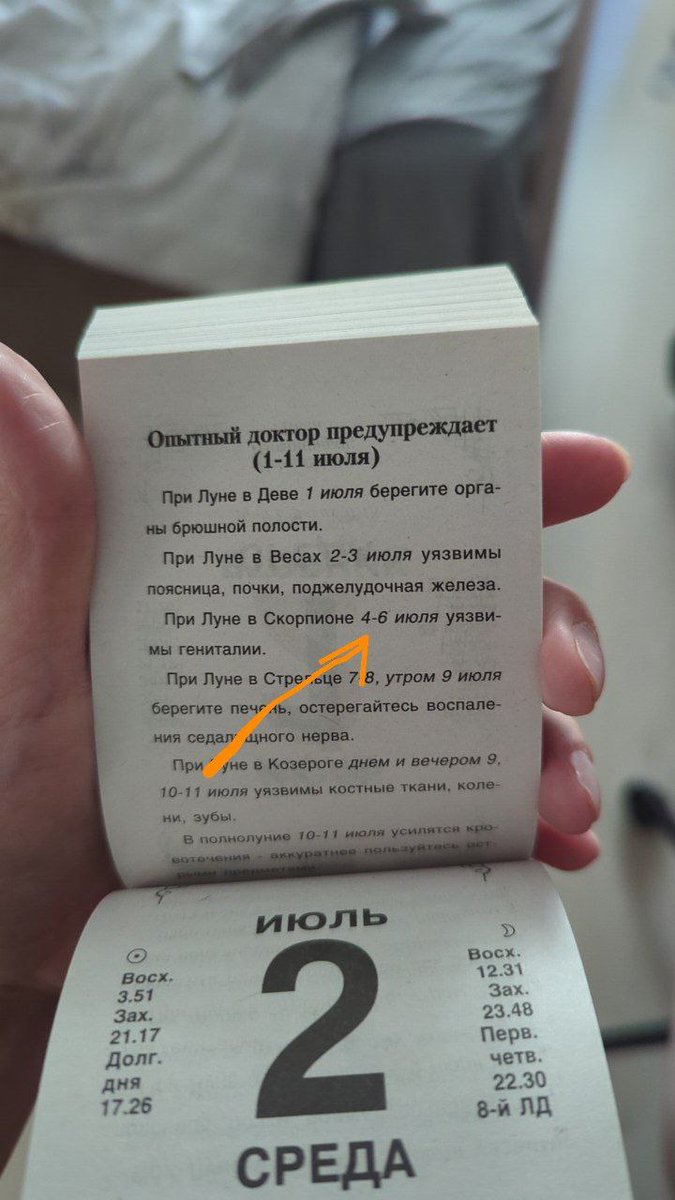 Опытный доктор предупреждает
(1-11 июля)
При Луне в Деве 1 июля берегите орга-
ны брюшной полости.
При Луне в Весах 2-3 июля уязвимы
поясница, почки, поджелудочная железа.
При Луне в Скорпионе 4-6 июля уязви-
мы гениталии.
При Луне в Стрельце 7-8, утром 9 июля
берегите печень, остерегайтесь воспале-
ния седалищного нерва.
При Луне в Козероге днем и вечером 9,
10-11 июля уязвимы костные ткани, коле-
ни, зубы.
В полнолуние 10-11 июля усилятся кро-
вотечения - аккуратнее пользуйтесь ост-
рыми предметами.
ИЮЛЬ
2
СРЕДА
Восх.
3.51
Зах.
21.17
Долг.
дня
17.26
Восх.
12.31
Зах.
23.48
Перв.
четв.
22.30
8-й ЛД